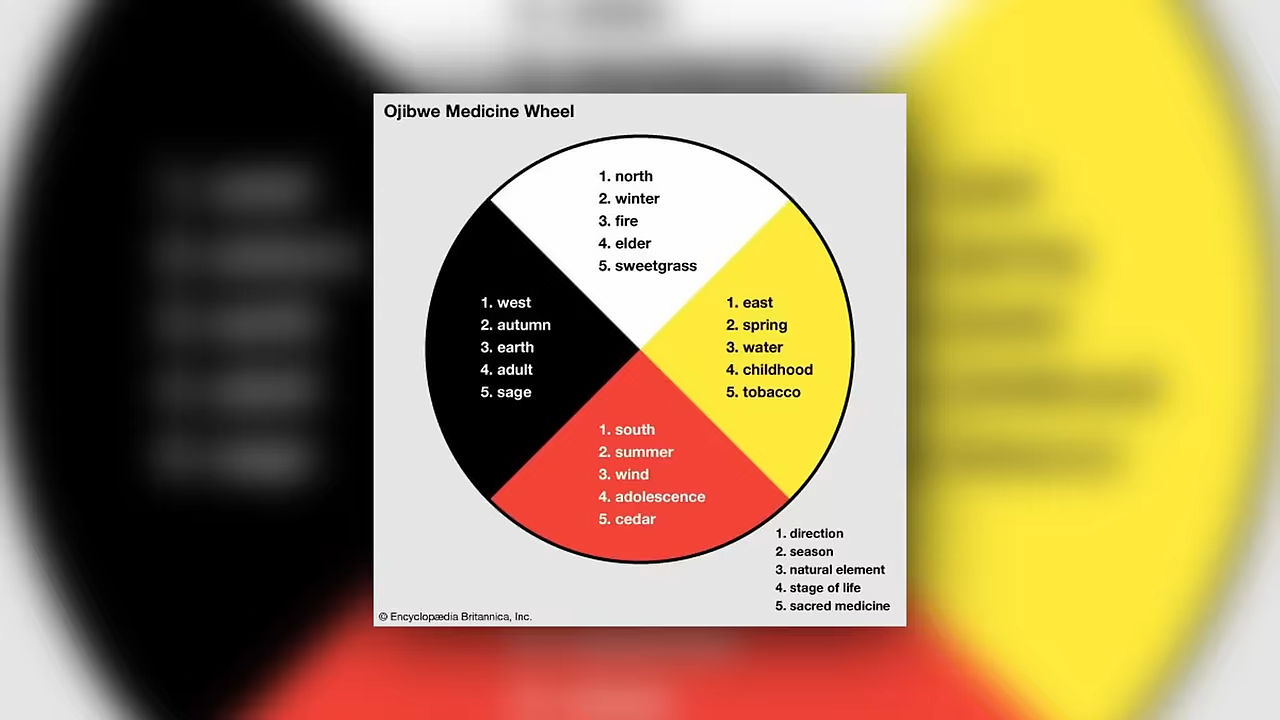 Ojibwe Medicine Wheel
1. north
2. winter
3. fire
4. elder
5. sweetgrass
1. west
2. autumn
3. earth
4. adult
5. sage
1. east
2. spring
3. water
4. childhood
5. tobacco
1. south
2. summer
3. wind
4. adolescence
5. cedar
1. direction
2. season
3. natural element
4. stage of life
5. sacred medicine
© Encyclopædia Britannica, Inc.